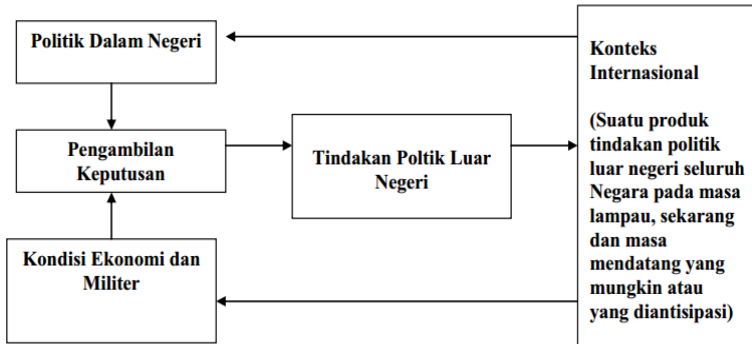 Politik Dalam Negeri
Pengambilan
Keputusan
Kondisi Ekonomi dan
Militer
Tindakan Poltik Luar
Negeri
Konteks
Internasional
(Suatu produk
tindakan politik
luar negeri seluruh
Negara pada masa
lampau, sekarang
dan masa
mendatang yang
mungkin atau
yang diantisipasi)